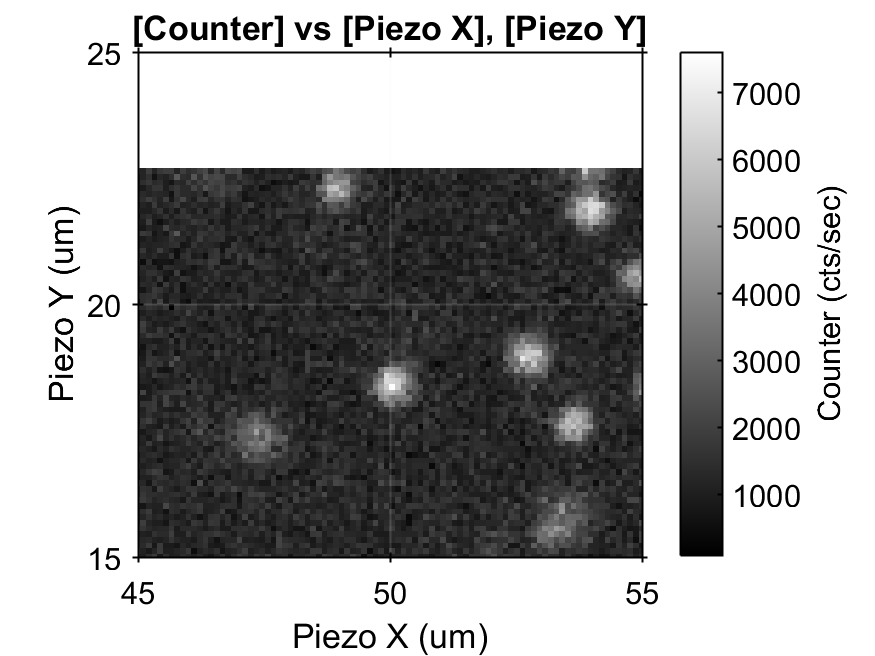 [Counter] vs [Piezo X], [Piezo Y]
25
20
15
Piezo Y (um)
45 50 55
Piezo X (um)
7000
6000
5000
4000
3000
2000
1000
Counter (cts/sec)